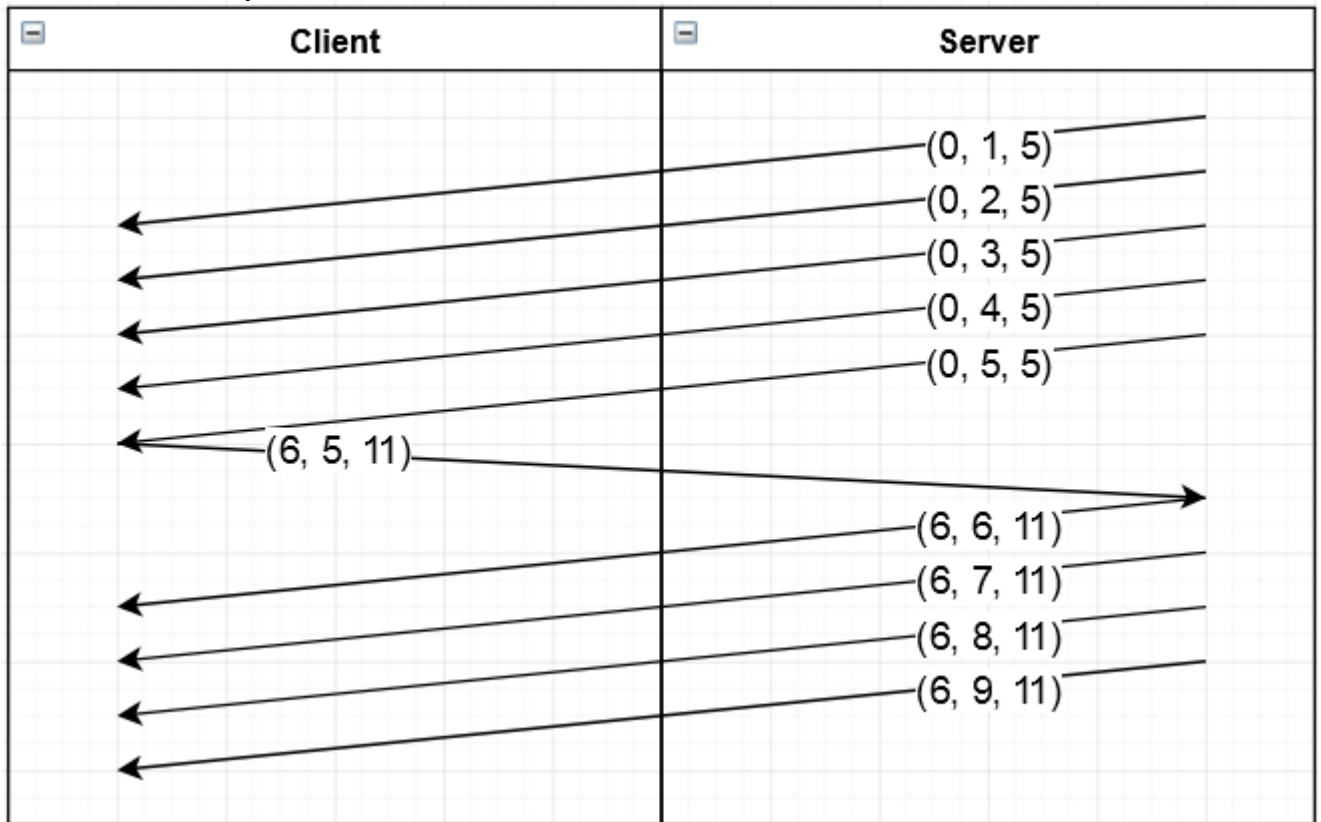 Client
Server
(0, 1, 5)
(0, 2, 5)
(0, 3, 5)
(0, 4, 5)
(0, 5, 5)
(6, 5, 11)
(6, 6, 11)
(6, 7, 11)
(6, 8, 11)
(6, 9, 11)